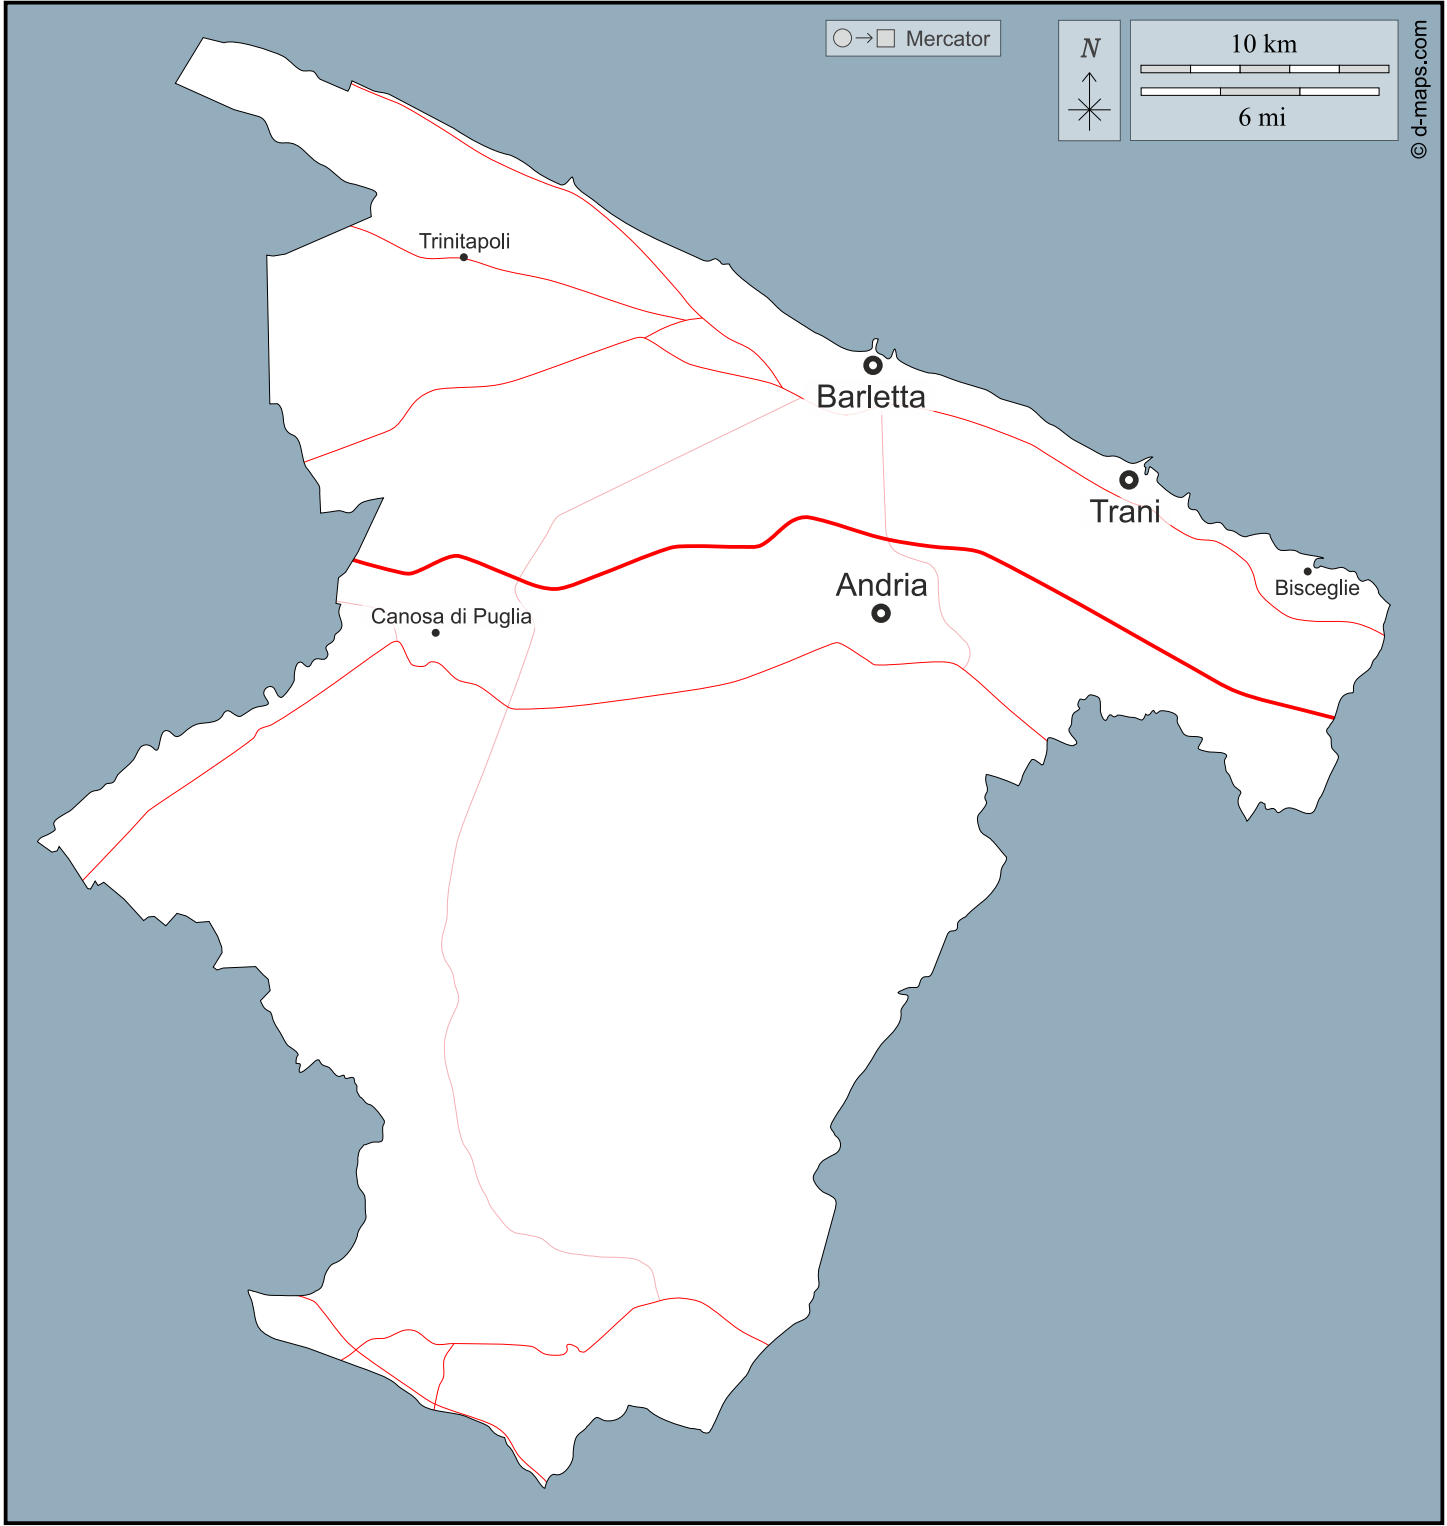 Mercator
N
10 km
6 mi
© d-maps.com
Trinitapoli
Barletta
Trani
Bisceglie
Andria
Canosa di Puglia